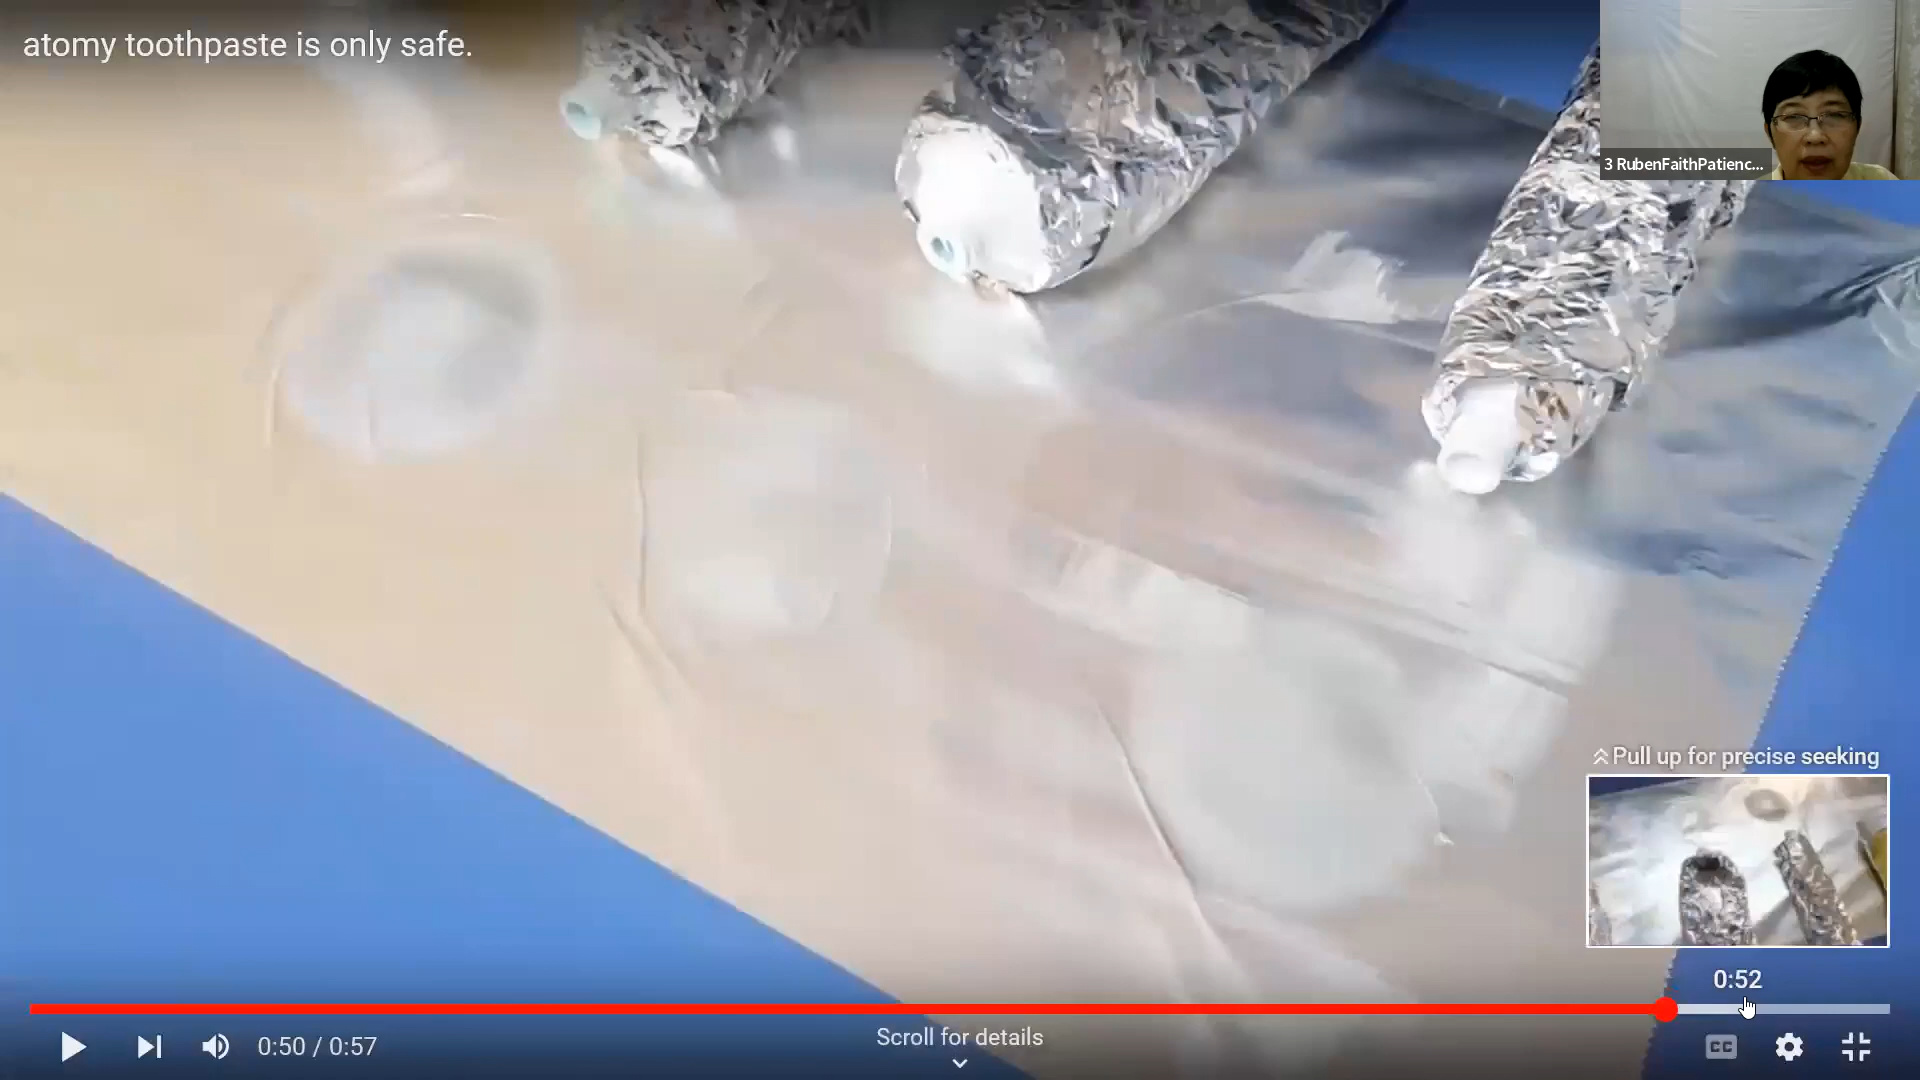 atomy toothpaste is only safe.
3 RubenFaithPatienc...
Pull up for precise seeking
0:52
0:50 / 0:57
Scroll for details
CC